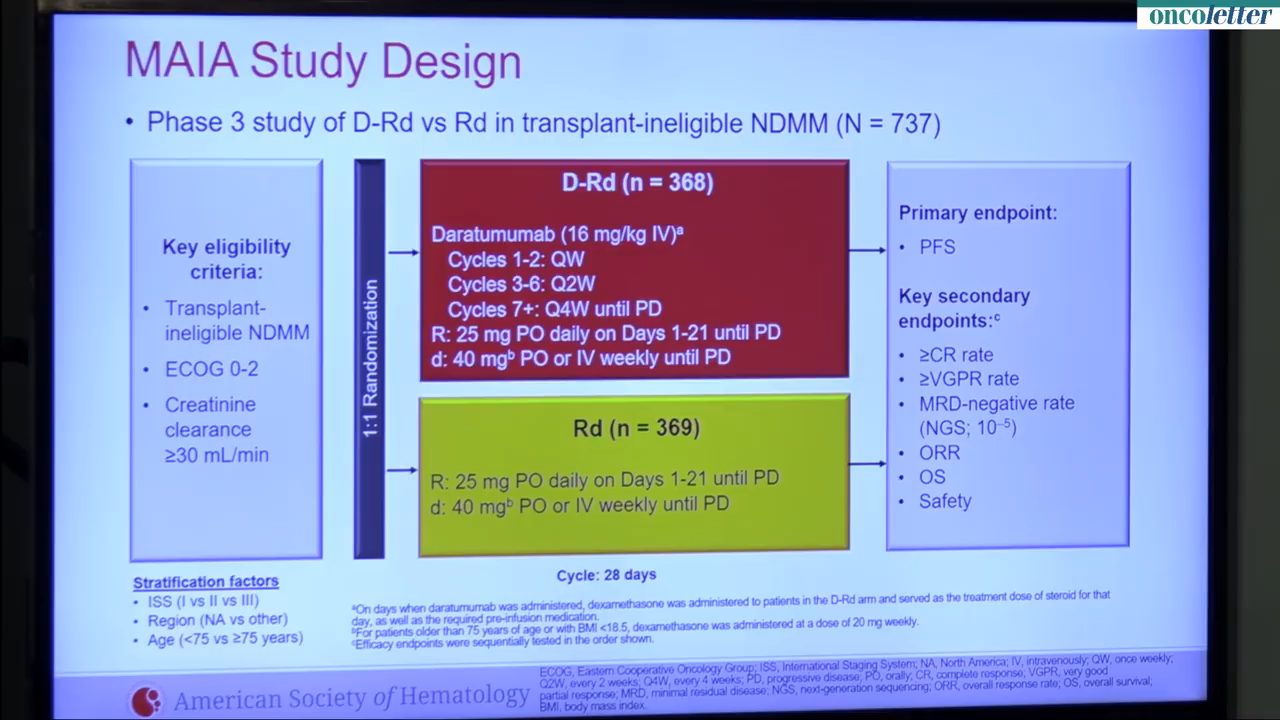 oncoletter
MAIA Study Design
• Phase 3 study of D-Rd vs Rd in transplant-ineligible NDMM (N = 737)
Key eligibility
criteria:
• Transplant-
ineligible NDMM
• ECOG 0-2
• Creatinine
clearance
≥30 mL/min
1:1 Randomization
D-Rd (n = 368)
Daratumumab (16 mg/kg IV)ᵃ
Cycles 1-2: QW
Cycles 3-6: Q2W
Cycles 7+: Q4W until PD
R: 25 mg PO daily on Days 1-21 until PD
d: 40 mgᵇ PO or IV weekly until PD
Rd (n = 369)
R: 25 mg PO daily on Days 1-21 until PD
d: 40 mgᵇ PO or IV weekly until PD
Primary endpoint:
• PFS
Key secondary
endpoints:ᶜ
• ≥CR rate
• ≥VGPR rate
• MRD-negative rate
(NGS; 10⁻⁵)
• ORR
• OS
• Safety
Cycle: 28 days
Stratification factors
• ISS (I vs II vs III)
• Region (NA vs other)
• Age (<75 vs ≥75 years)
ᵃOn days when daratumumab was administered, dexamethasone was administered to patients in the D-Rd arm and served as the treatment dose of steroid for that
day, as well as the required pre-infusion medication.
ᵇFor patients older than 75 years of age or with BMI <18.5, dexamethasone was administered at a dose of 20 mg weekly.
ᶜEfficacy endpoints were sequentially tested in the order shown.
American Society of Hematology
ECOG, Eastern Cooperative Oncology Group; ISS, International Staging System; NA, North America; IV, intravenously; QW, once weekly;
Q2W, every 2 weeks; Q4W, every 4 weeks; PD, progressive disease; PO, orally; CR, complete response; VGPR, very good
partial response; MRD, minimal residual disease; NGS, next-generation sequencing; ORR, overall response rate; OS, overall survival;
BMI, body mass index.